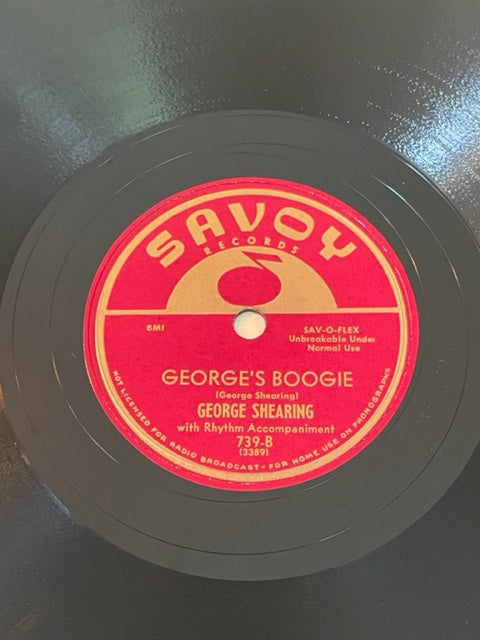 SAVOY
RECORDS
BMI
SAV-O-FLEX
Unbreakable Under
Normal Use
GEORGE'S BOOGIE
(George Shearing)
GEORGE SHEARING
with Rhythm Accompaniment
739-B
(3389)
NOT LICENSED FOR RADIO BROADCAST • FOR HOME USE ON PHONOGRAPHS